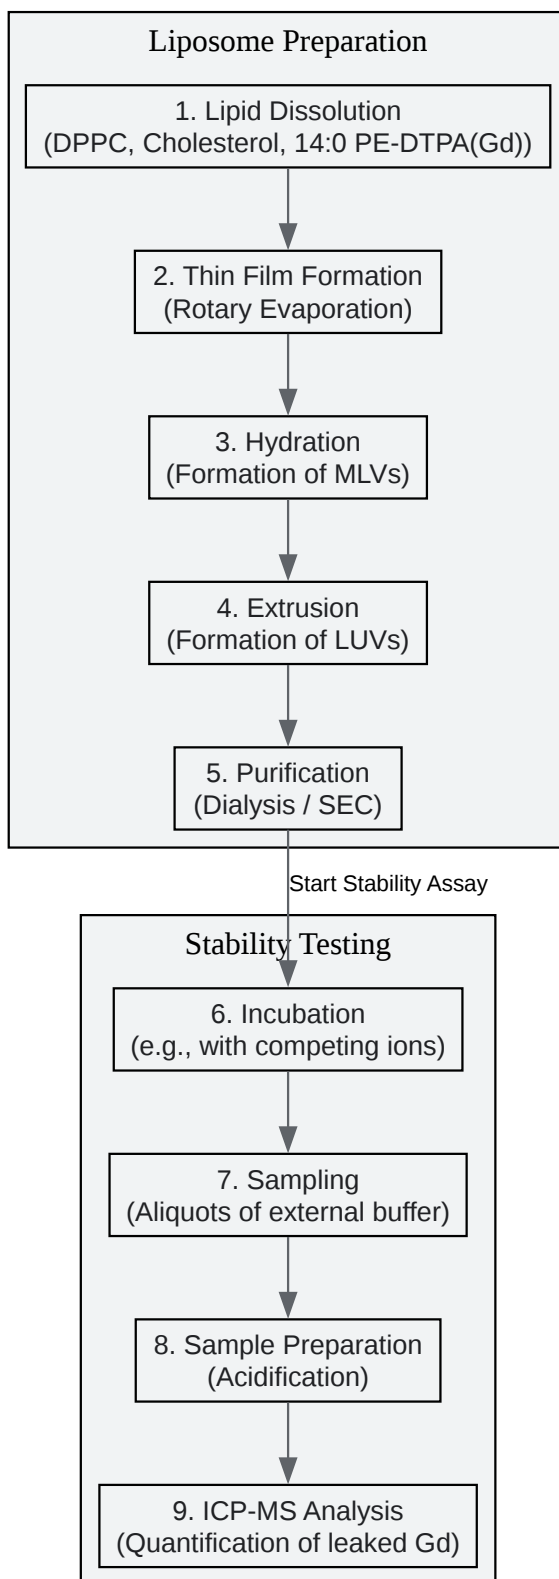 Liposome Preparation
1. Lipid Dissolution
(DPPC, Cholesterol, 14:0 PE-DTPA(Gd))
2. Thin Film Formation
(Rotary Evaporation)
3. Hydration
(Formation of MLVs)
4. Extrusion
(Formation of LUVs)
5. Purification
(Dialysis / SEC)
Start Stability Assay
Stability Testing
6. Incubation
(e.g., with competing ions)
7. Sampling
(Aliquots of external buffer)
8. Sample Preparation
(Acidification)
9. ICP-MS Analysis
(Quantification of leaked Gd)